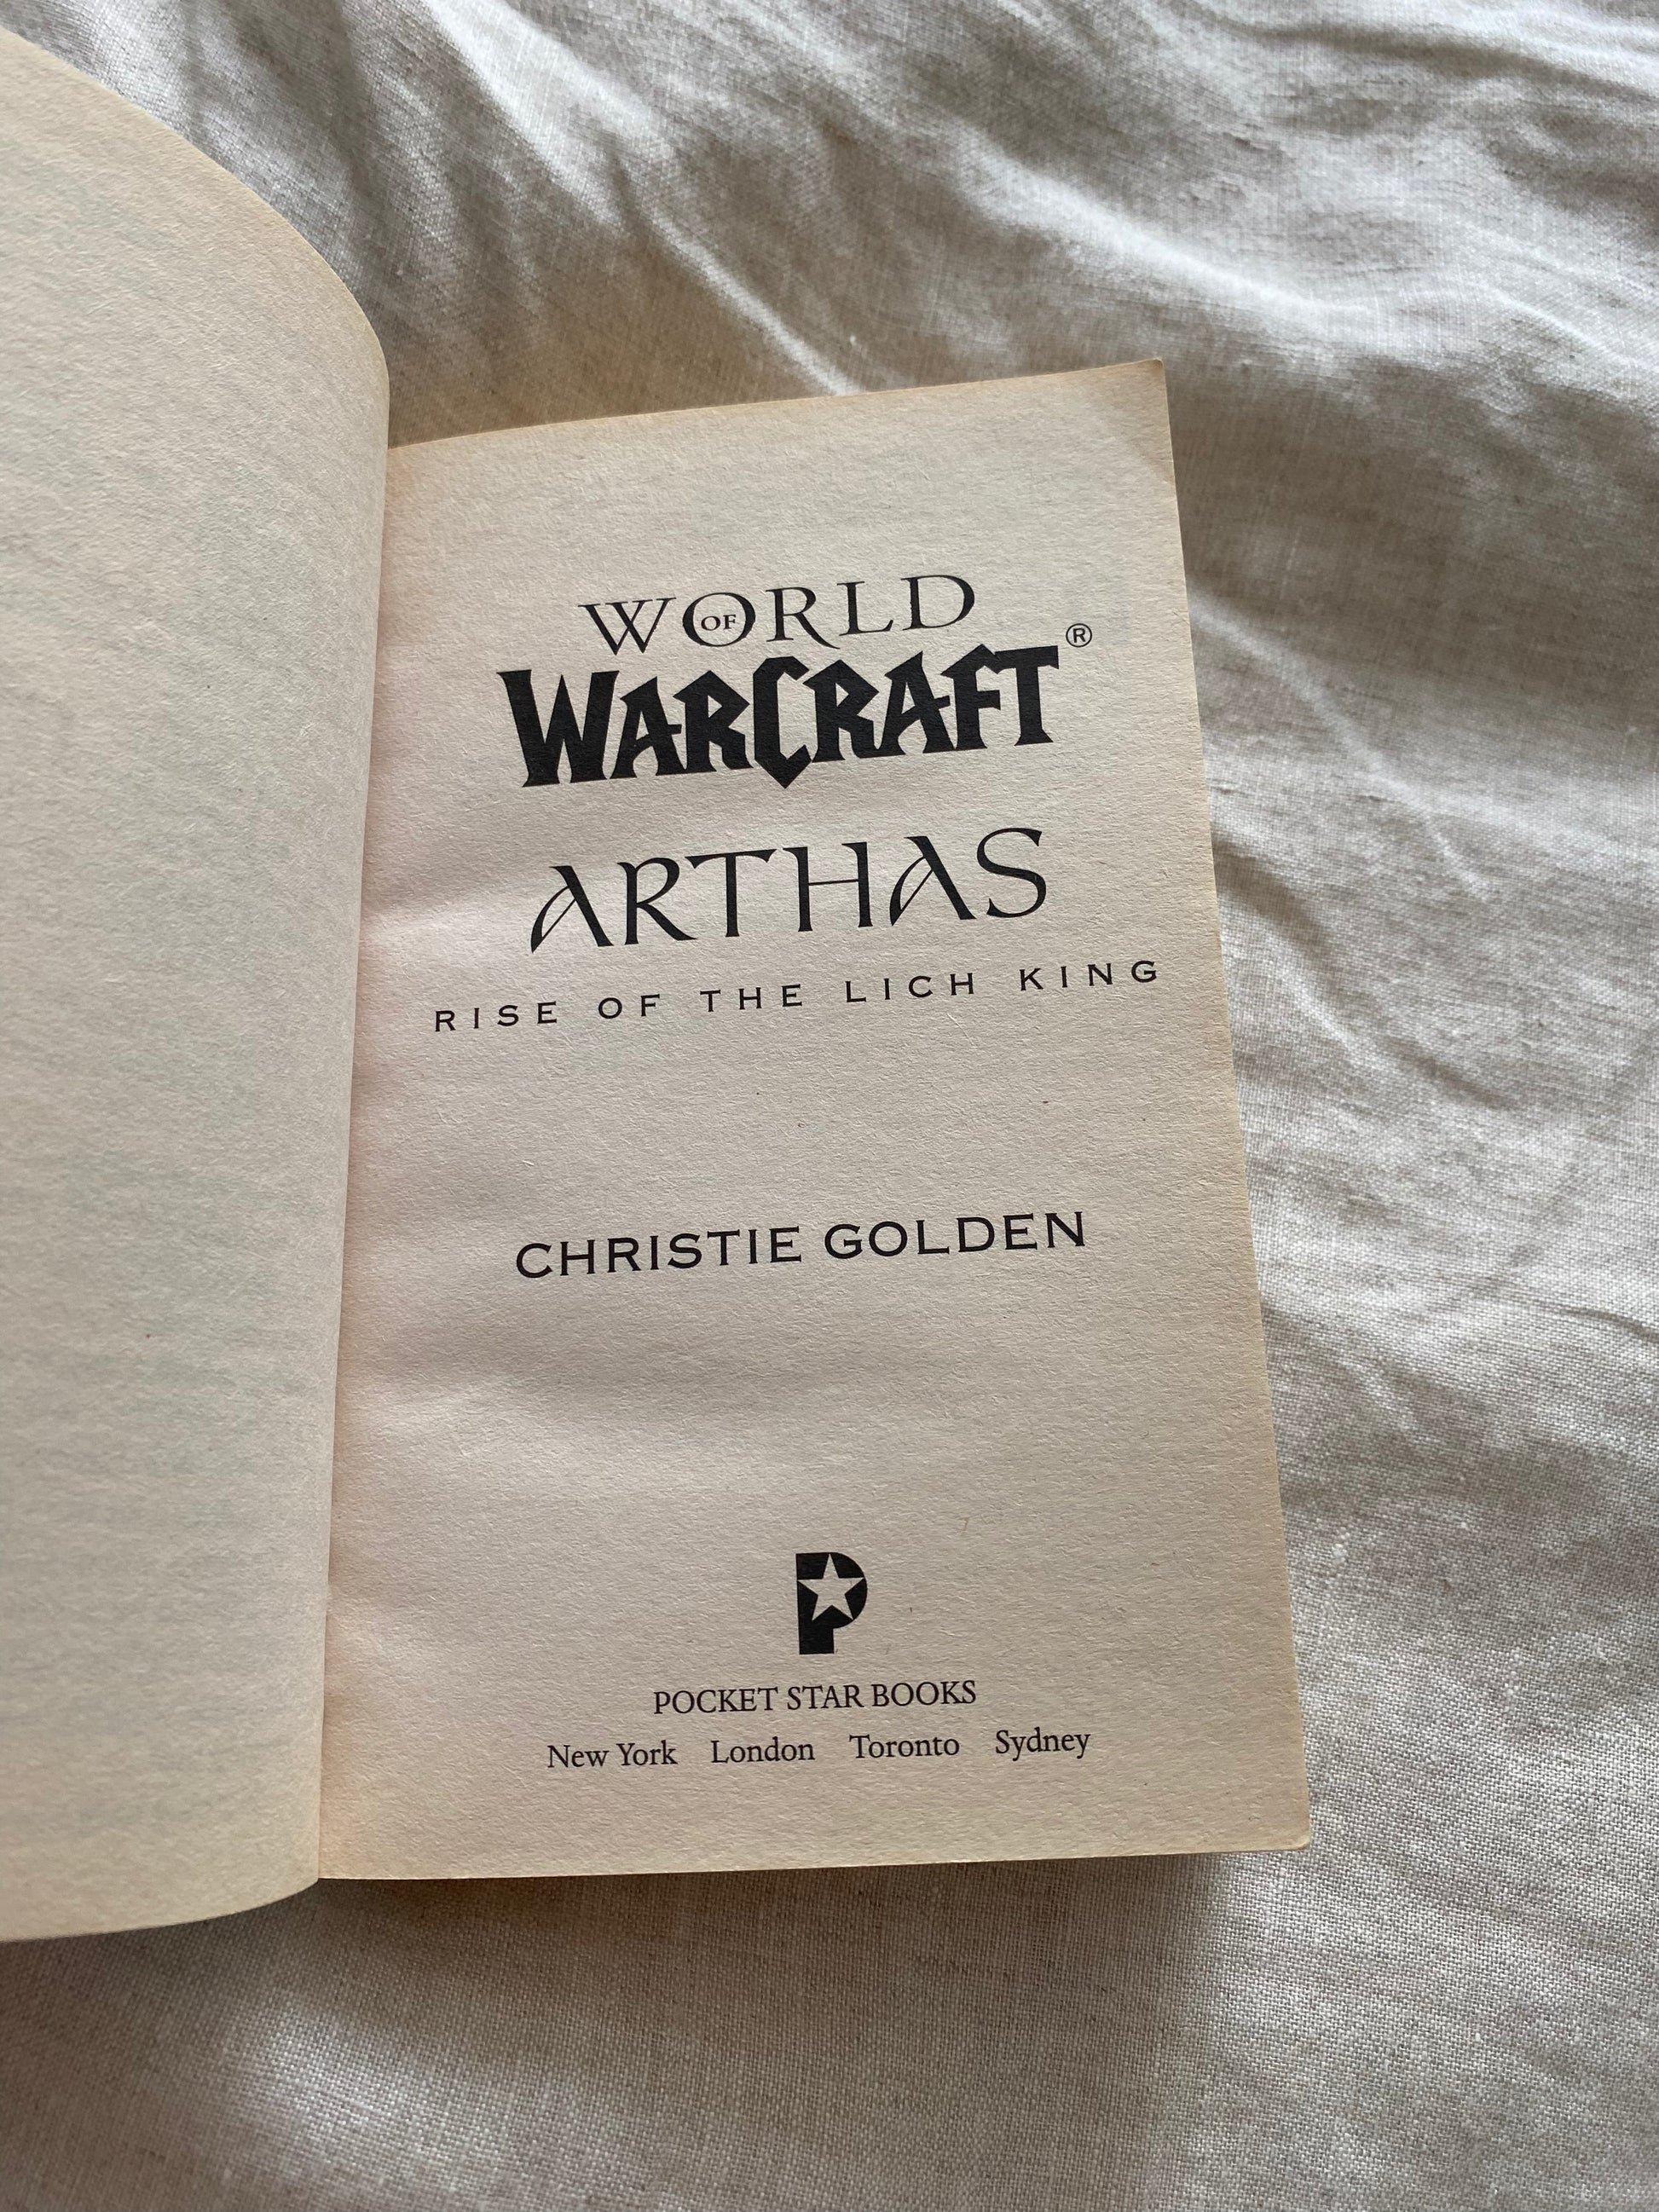 WORLD
OF
WARCRAFT®
ARTHAS
RISE OF THE LICH KING
CHRISTIE GOLDEN
P
POCKET STAR BOOKS
New York London Toronto Sydney